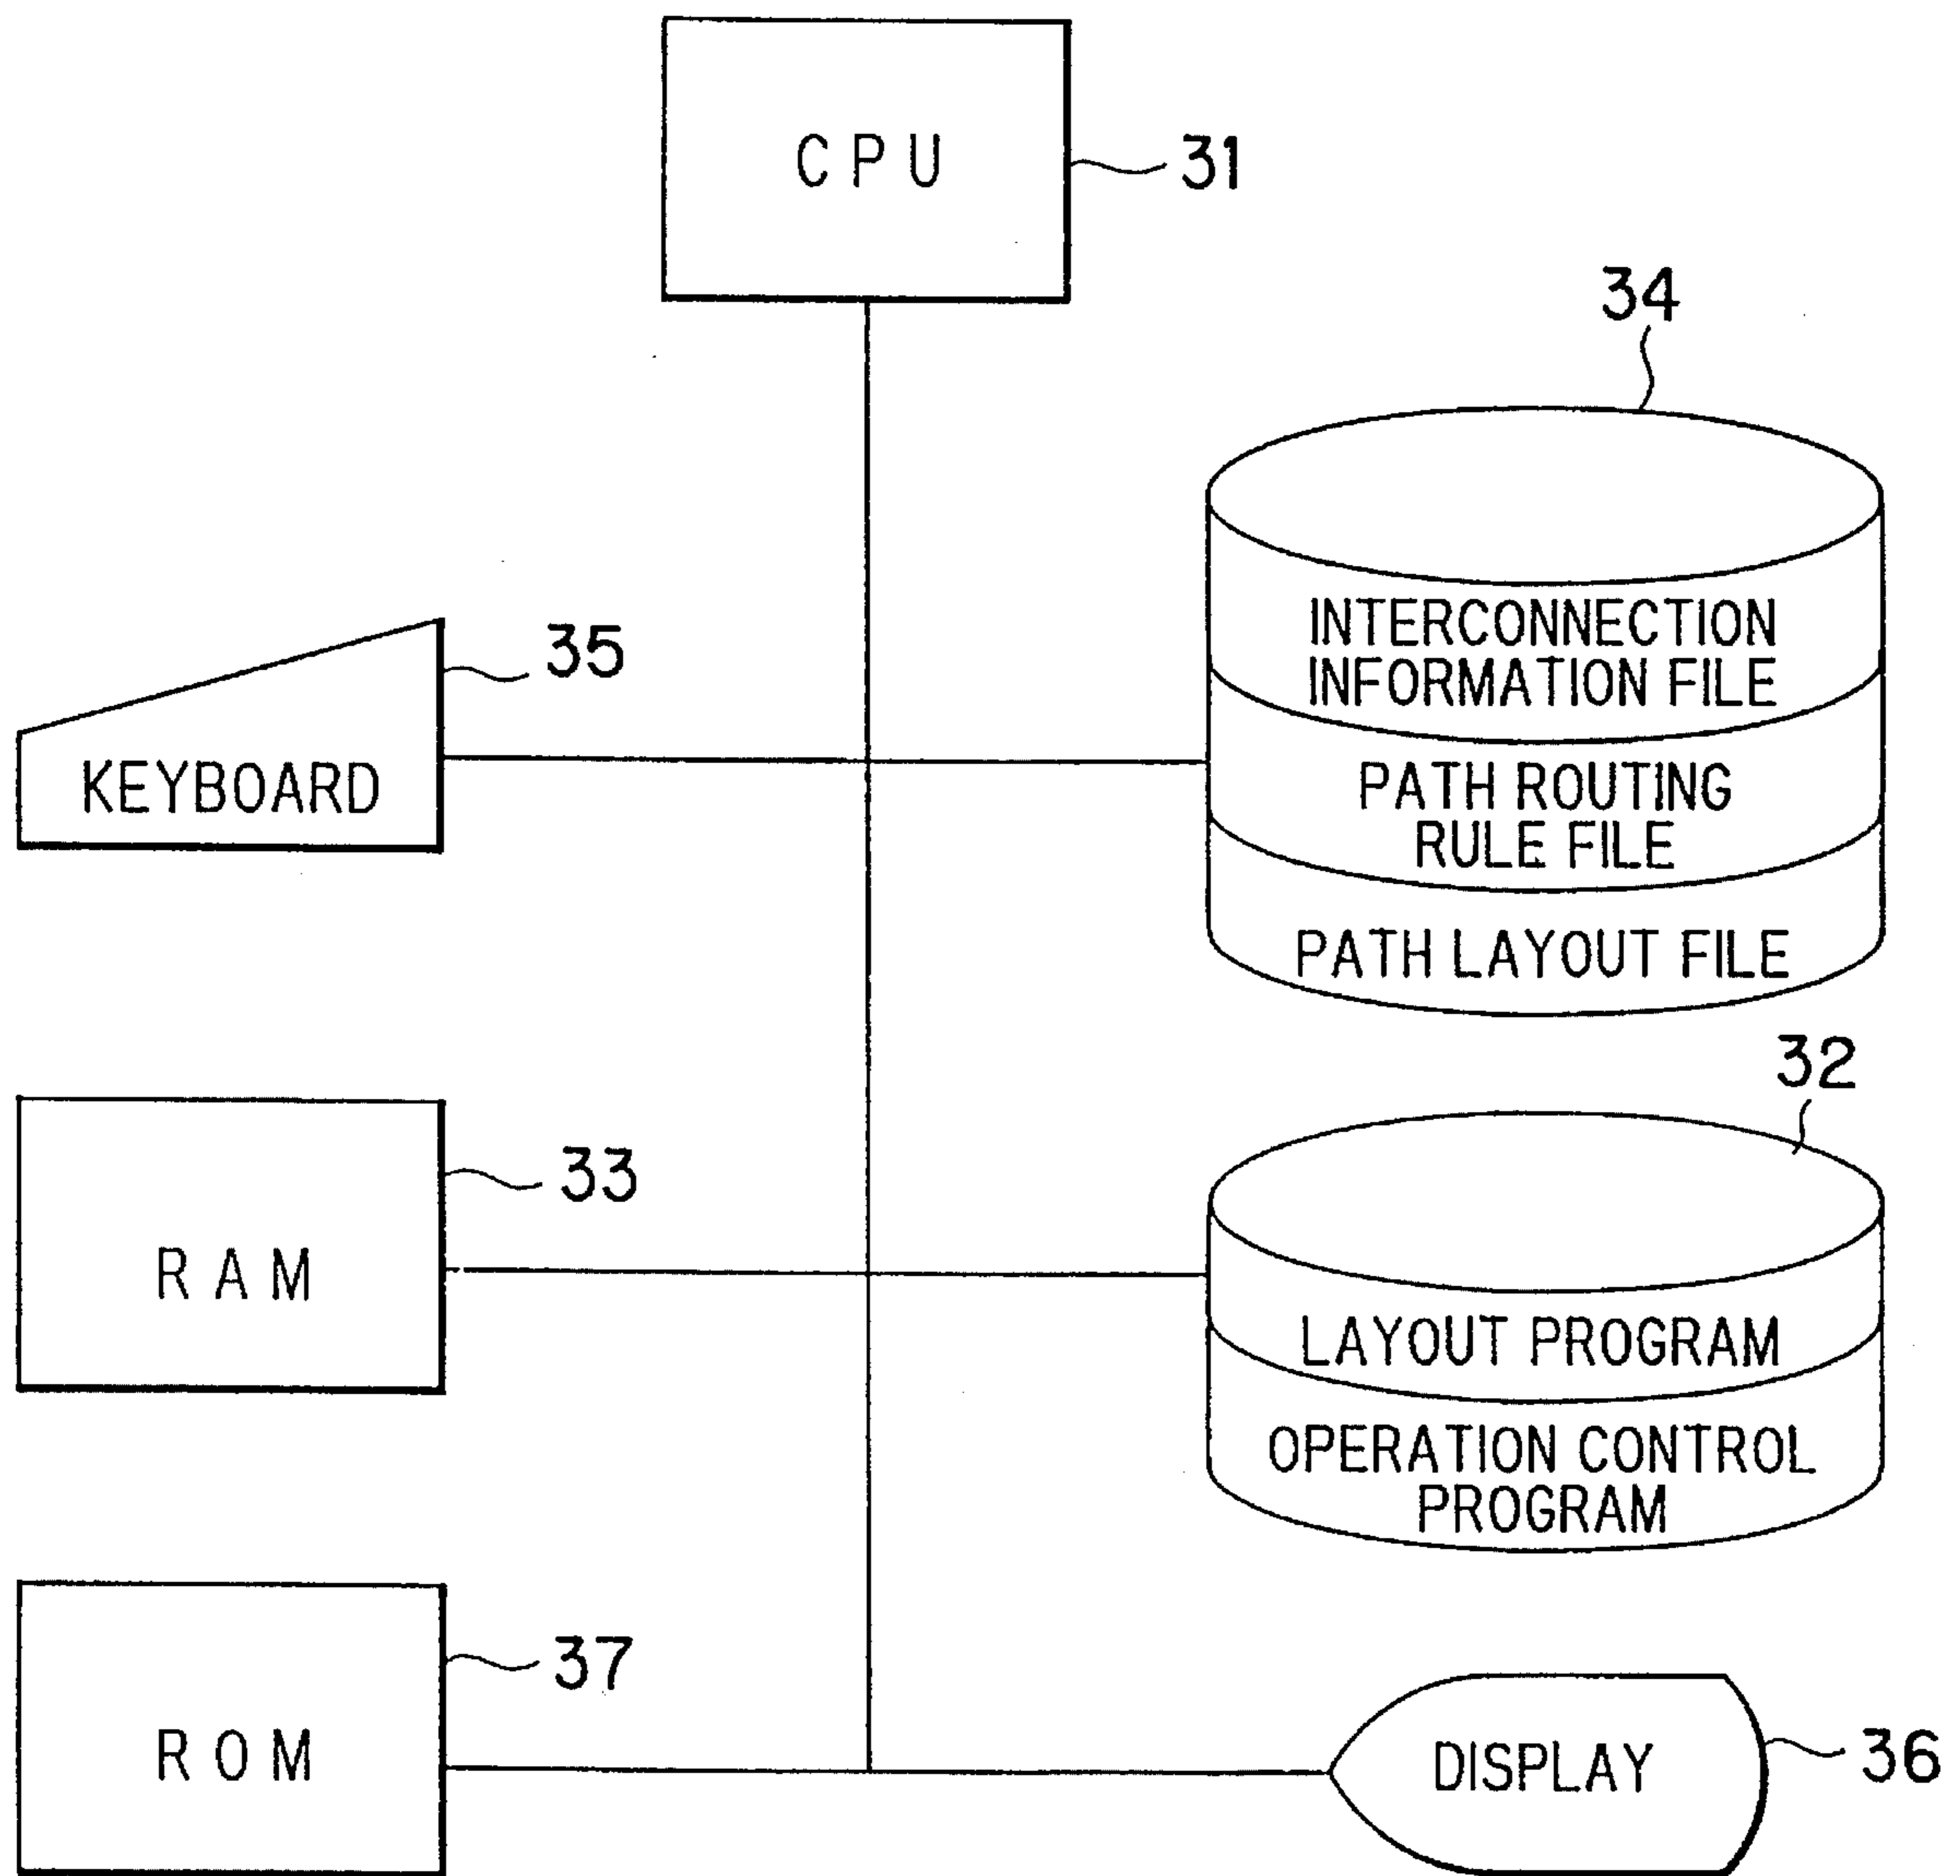 CPU
31
34
INTERCONNECTION
INFORMATION FILE
PATH ROUTING
RULE FILE
PATH LAYOUT FILE
35
KEYBOARD
32
LAYOUT PROGRAM
OPERATION CONTROL
PROGRAM
33
RAM
37
ROM
DISPLAY
36